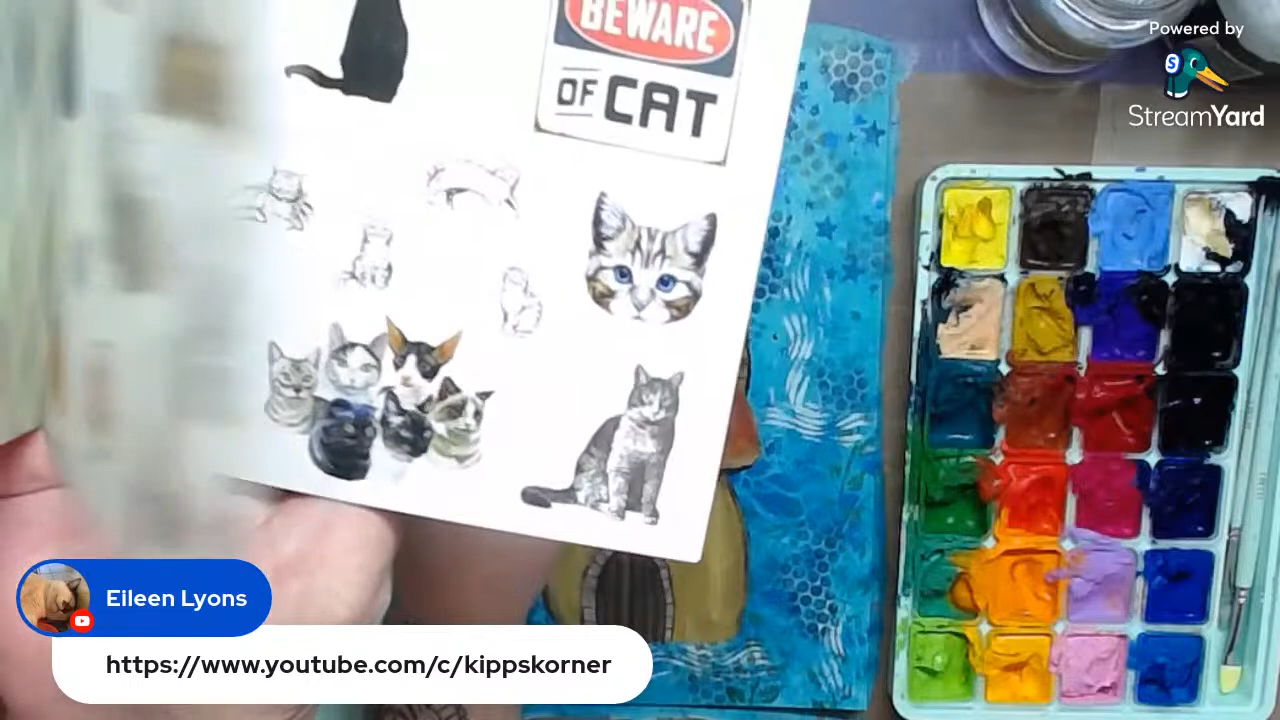 Powered by
S
StreamYard
BEWARE
OF CAT
Eileen Lyons
https://www.youtube.com/c/kippskorner